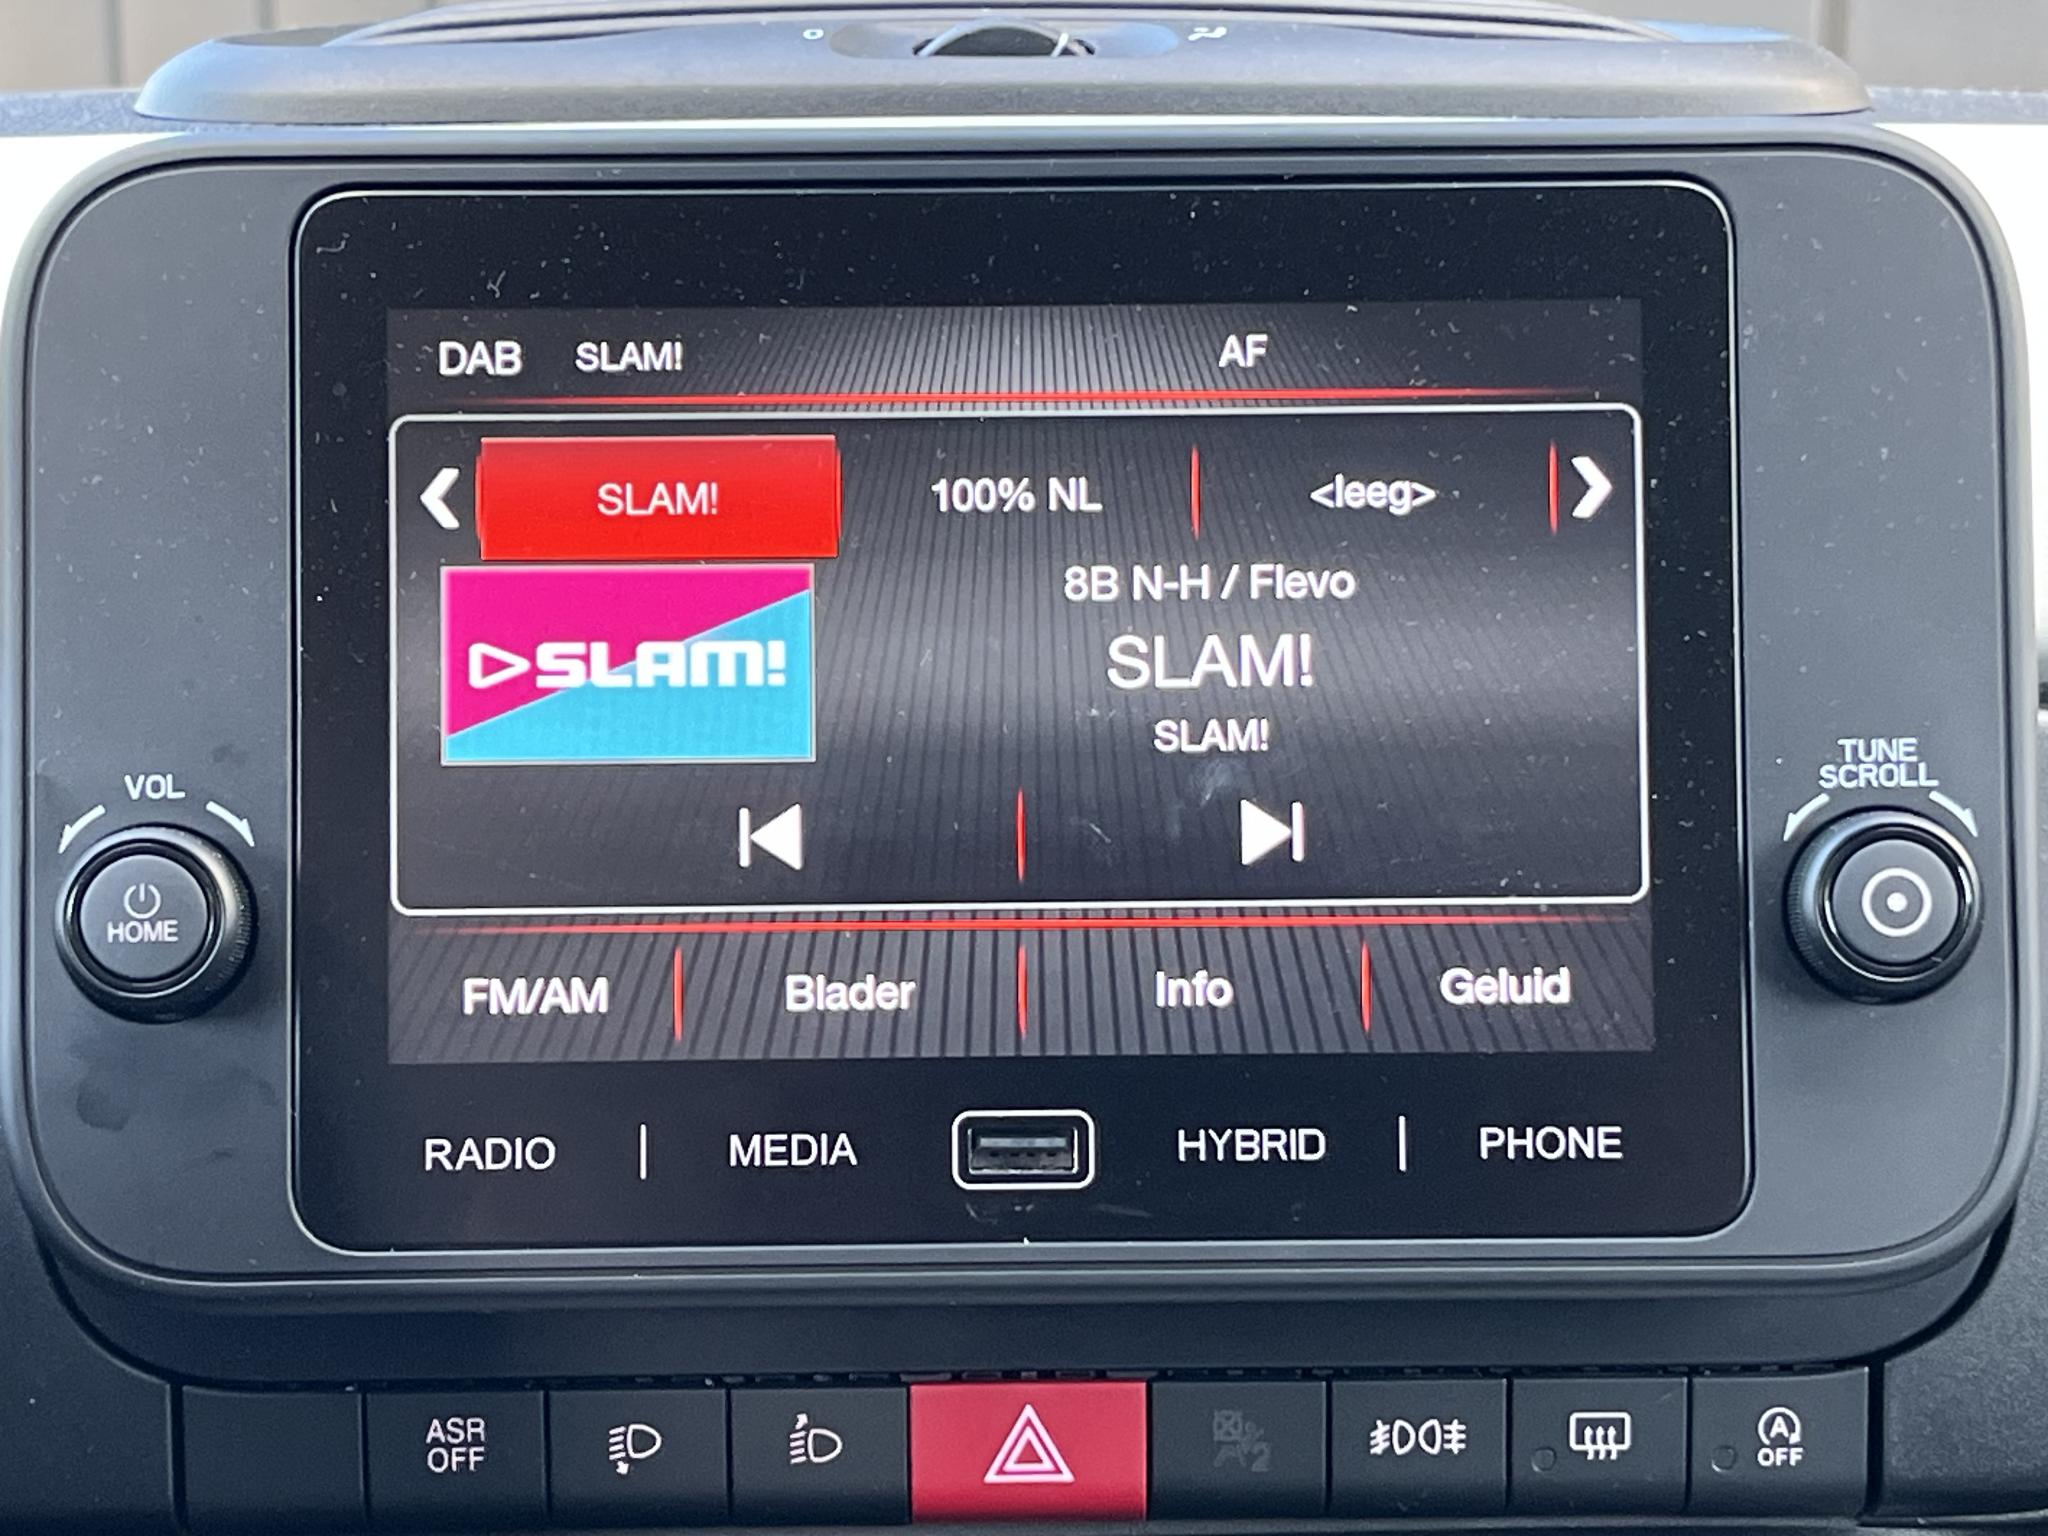 DAB SLAM! AF
SLAM! 100% NL <leeg>
8B N-H / Flevo
SLAM!
SLAM!
SLAM!
VOL
HOME
TUNE
SCROLL
FM/AM Blader Info Geluid
RADIO | MEDIA HYBRID | PHONE
ASR
OFF
A
OFF